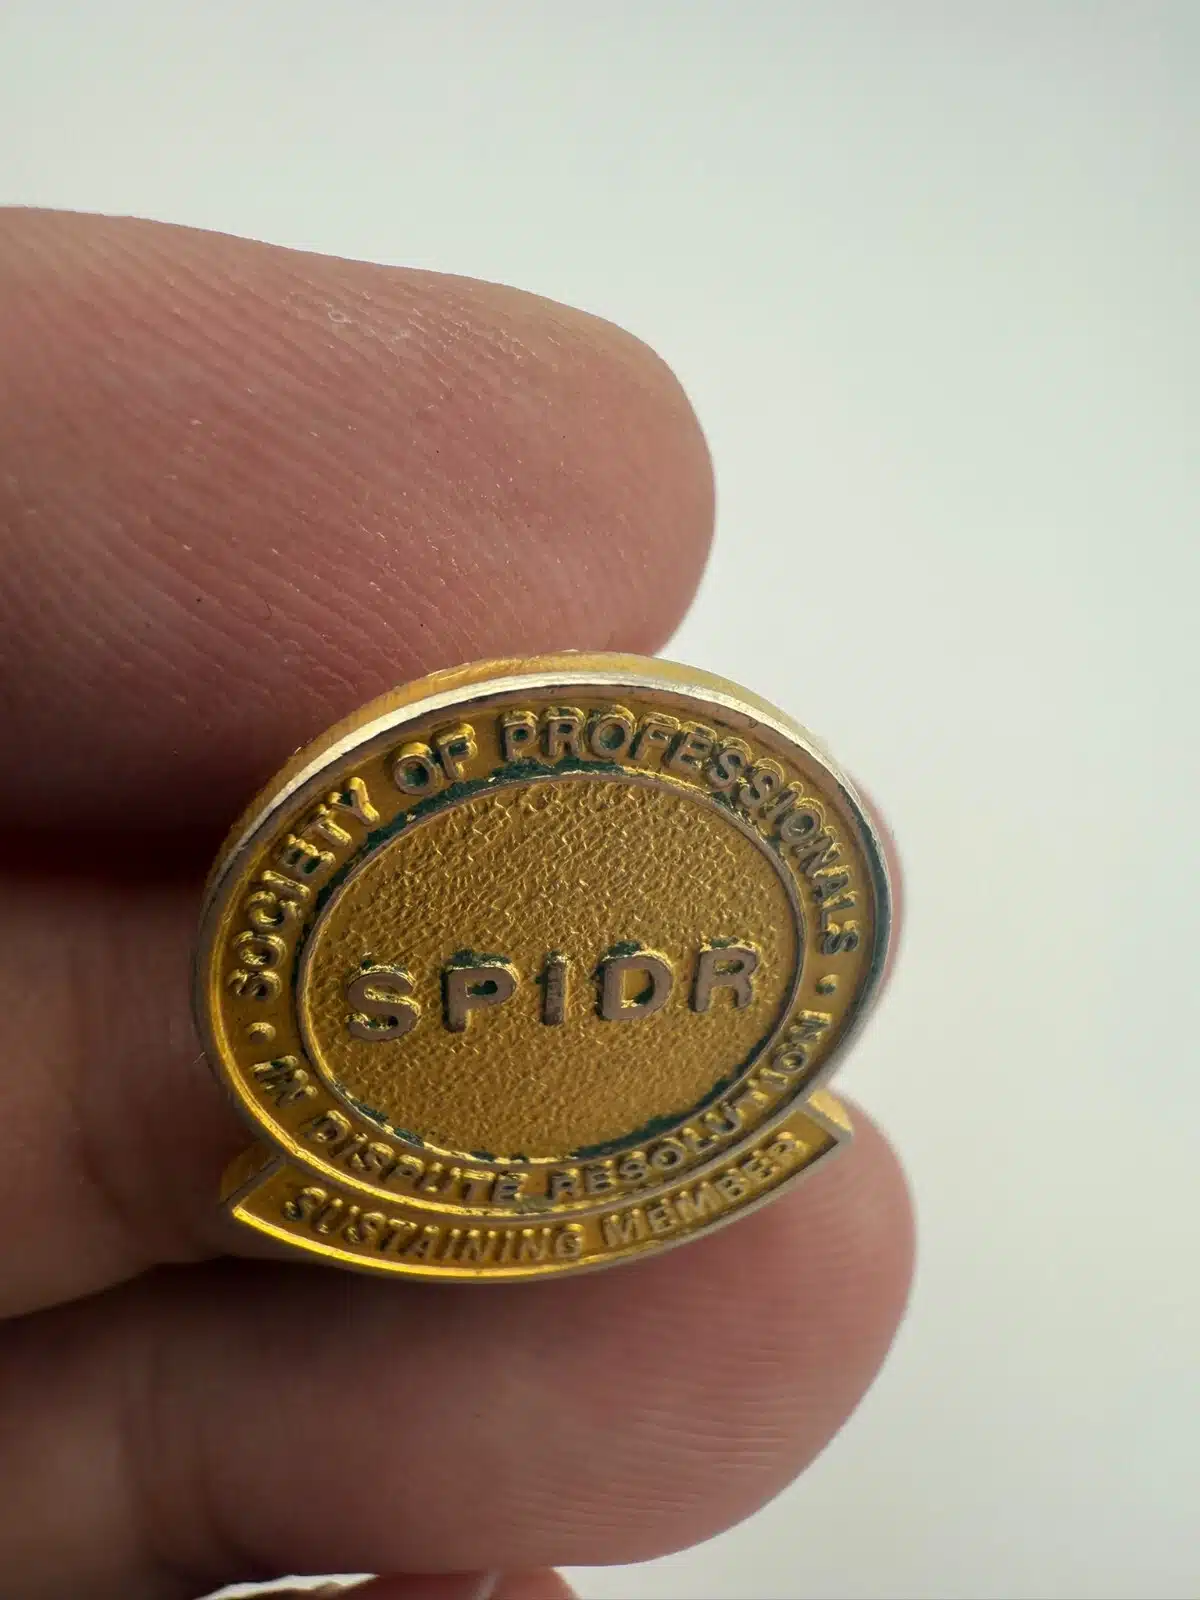 SOCIETY OF PROFESSIONALS
SPIDR
• IN DISPUTE RESOLUTION •
SUSTAINING MEMBER